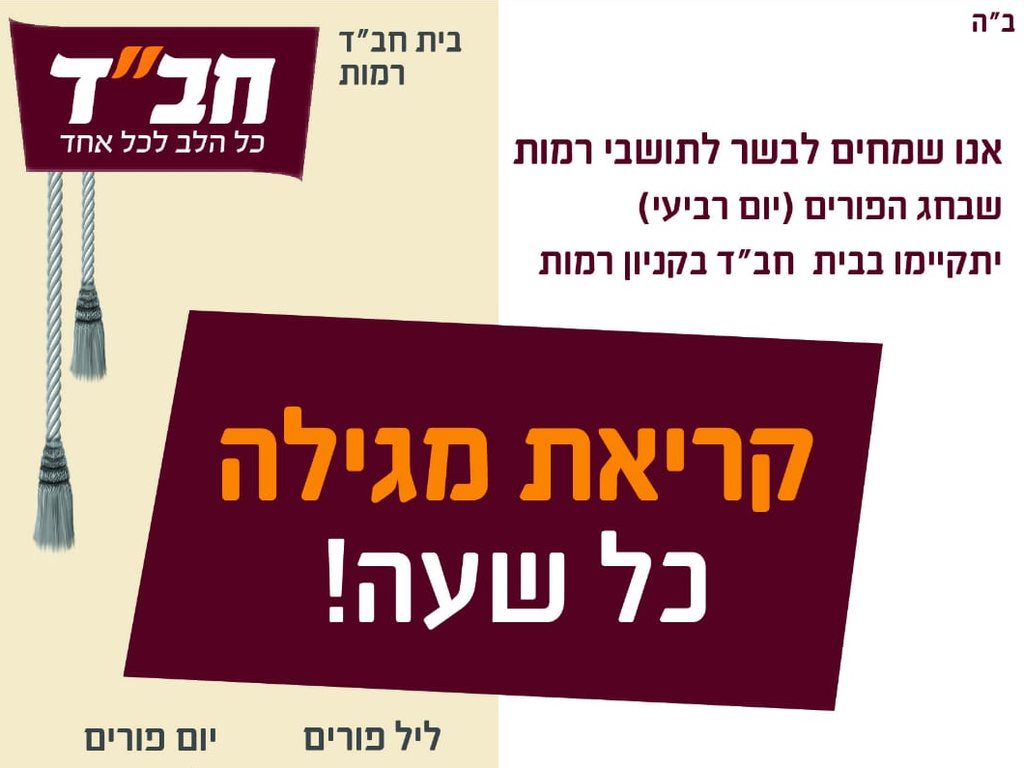 ב"ה
בית חב"ד
רמות
חב"ד
כל הלב לכל אחד
אנו שמחים לבשר לתושבי רמות
שבחג הפורים (יום רביעי)
יתקיימו בבית חב"ד בקניון רמות
קריאת מגילה
כל שעה!
ליל פורים
יום פורים